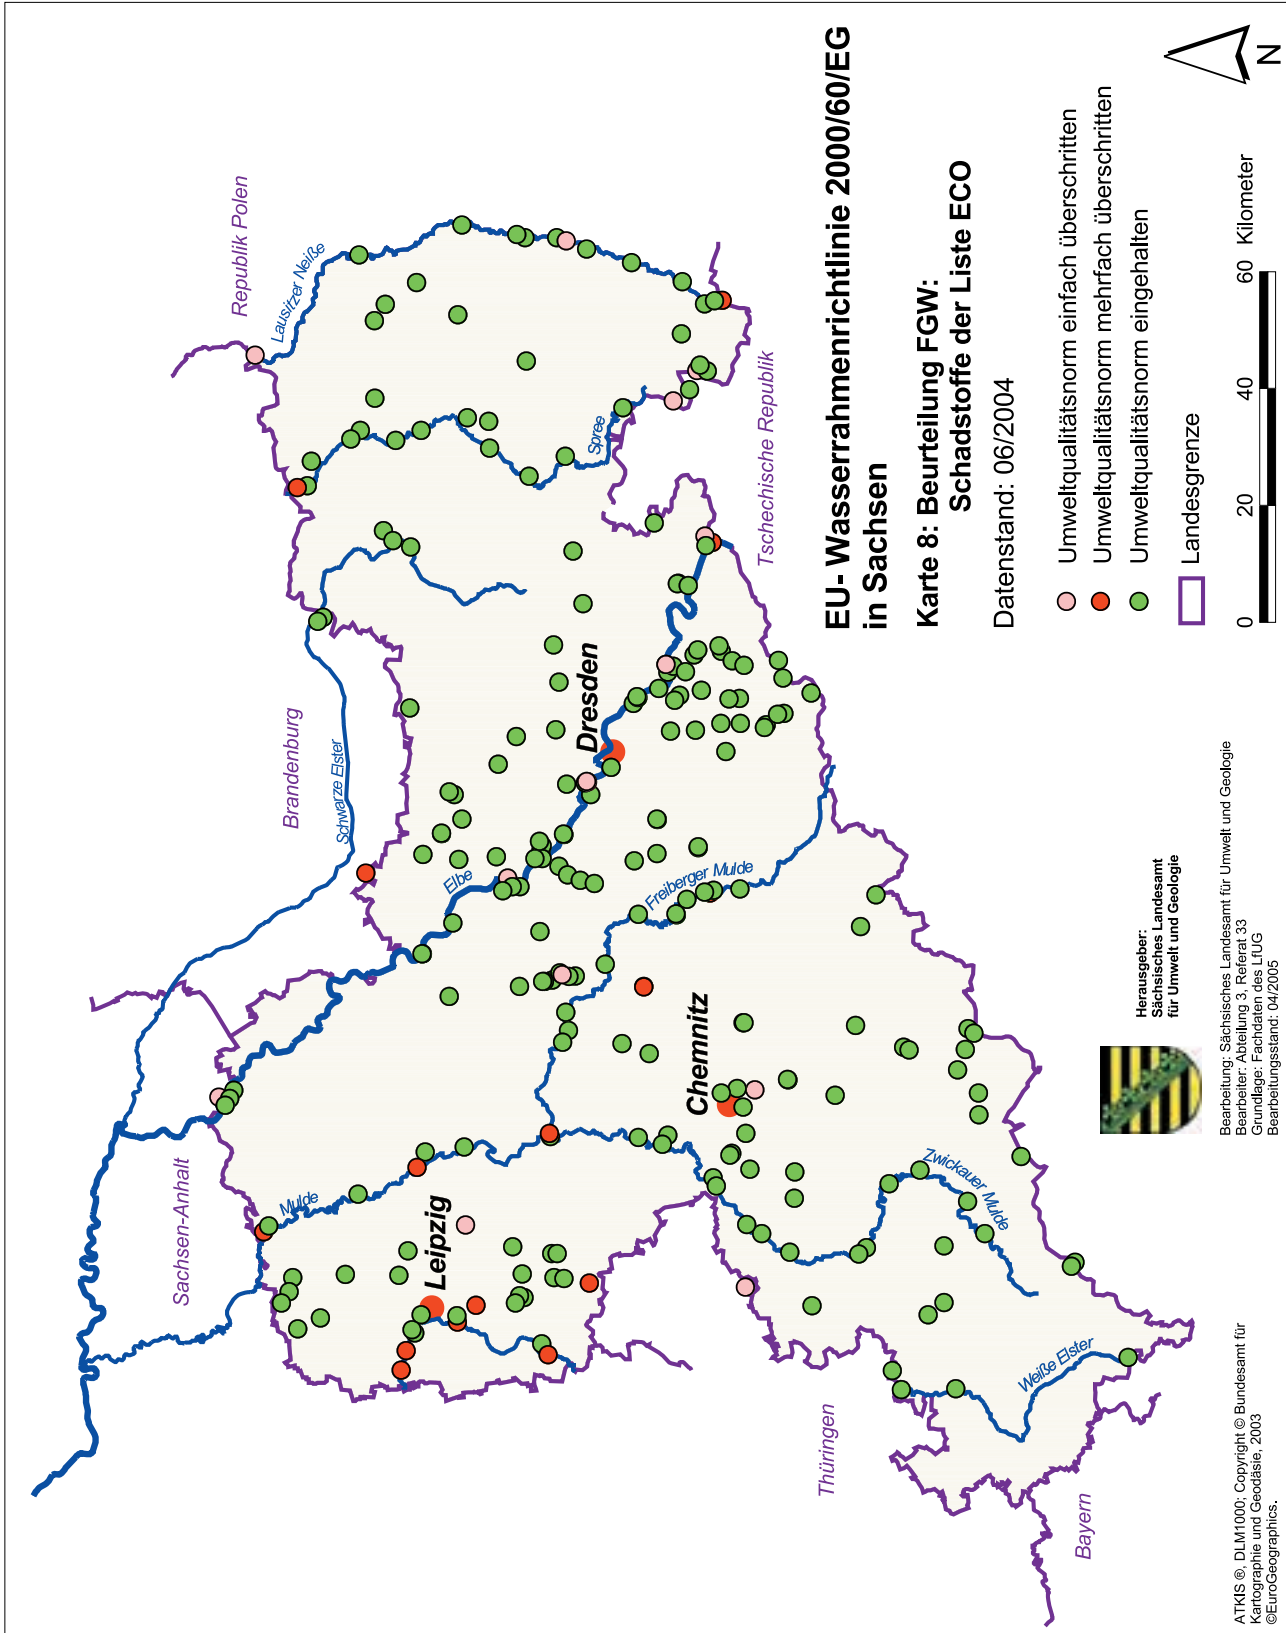 EU- Wasserrahmenrichtlinie 2000/60/EG
in Sachsen
Karte 8: Beurteilung FGW:
Schadstoffe der Liste ECO
Datenstand: 06/2004
Umweltqualitätsnorm einfach überschritten
Umweltqualitätsnorm mehrfach überschritten
Umweltqualitätsnorm eingehalten
Landesgrenze
0 20 40 60 Kilometer
N
Republik Polen
Lausitzer Neiße
Brandenburg
Schwarze Elster
Sachsen-Anhalt
Mulde
Leipzig
Elbe
Dresden
Spree
Tschechische Republik
Freiberger Mulde
Chemnitz
Zwickauer Mulde
Weiße Elster
Thüringen
Bayern
Herausgeber:
Sächsisches Landesamt
für Umwelt und Geologie
Bearbeitung: Sächsisches Landesamt für Umwelt und Geologie
Bearbeiter: Abteilung 3, Referat 33
Grundlage: Fachdaten des LfUG
Bearbeitungsstand: 04/2005
ATKIS ®, DLM1000; Copyright © Bundesamt für
Kartographie und Geodäsie, 2003
©EuroGeographics.